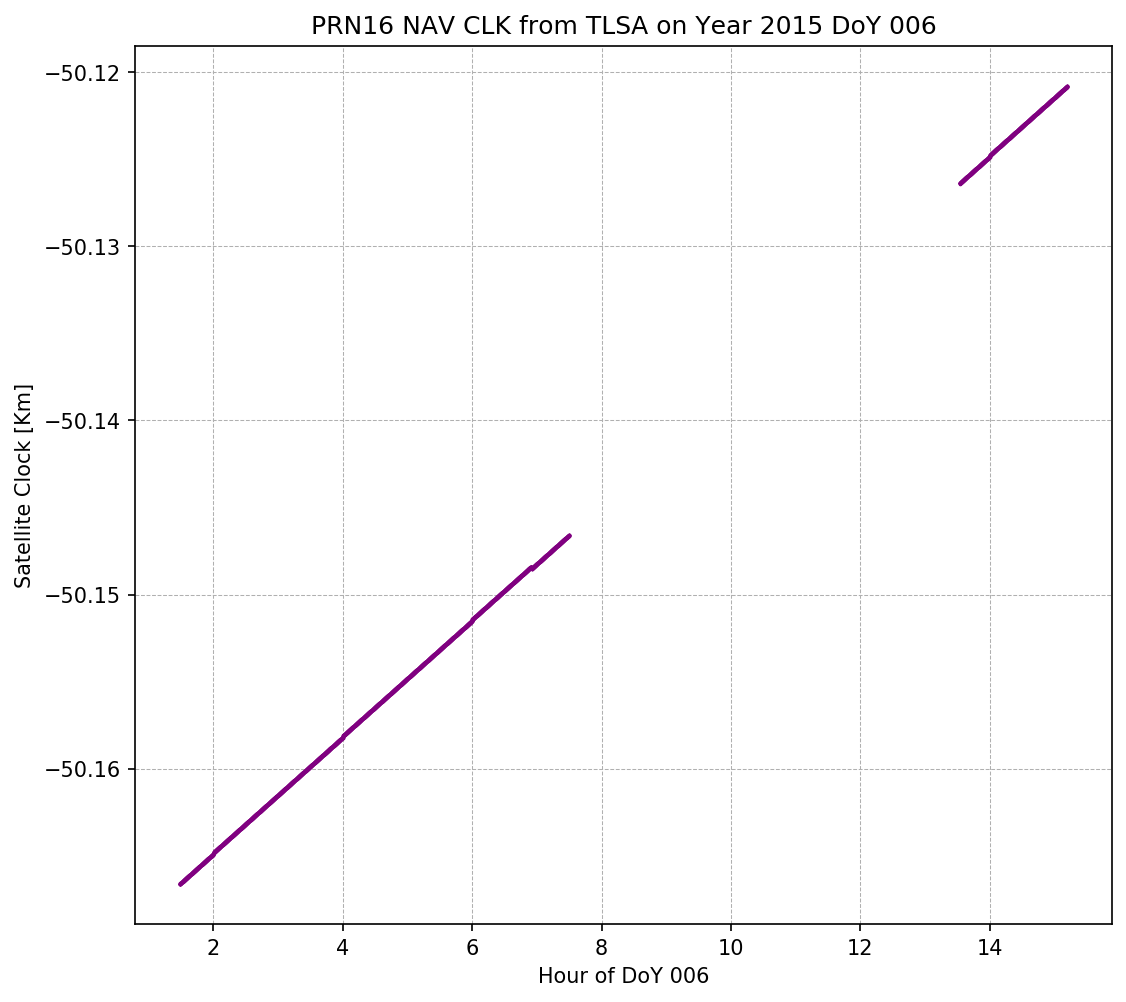 PRN16 NAV CLK from TLSA on Year 2015 DoY 006
−50.12
−50.13
−50.14
−50.15
−50.16
Satellite Clock [Km]
2 4 6 8 10 12 14
Hour of DoY 006